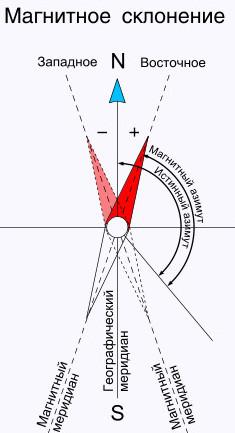 Магнитное склонение
Западное
N
Восточное
–
+
Магнитный азимут
Истинный азимут
Географический
меридиан
Магнитный
меридиан
Магнитный
меридиан
S